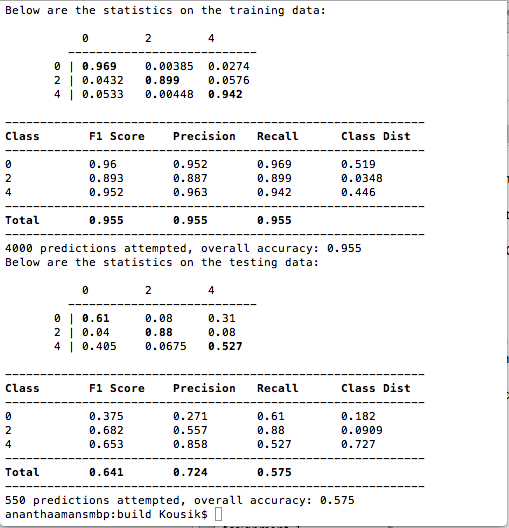 Below are the statistics on the training data:
0 2 4
--------------------------
0 | 0.969 0.00385 0.0274
2 | 0.0432 0.899 0.0576
4 | 0.0533 0.00448 0.942
------------------------------------------------------------
Class F1 Score Precision Recall Class Dist
------------------------------------------------------------
0 0.96 0.952 0.969 0.519
2 0.893 0.887 0.899 0.0348
4 0.952 0.963 0.942 0.446
------------------------------------------------------------
Total 0.955 0.955 0.955
------------------------------------------------------------
4000 predictions attempted, overall accuracy: 0.955
Below are the statistics on the testing data:
0 2 4
--------------------------
0 | 0.61 0.08 0.31
2 | 0.04 0.88 0.08
4 | 0.405 0.0675 0.527
------------------------------------------------------------
Class F1 Score Precision Recall Class Dist
------------------------------------------------------------
0 0.375 0.271 0.61 0.182
2 0.682 0.557 0.88 0.0909
4 0.653 0.858 0.527 0.727
------------------------------------------------------------
Total 0.641 0.724 0.575
------------------------------------------------------------
550 predictions attempted, overall accuracy: 0.575
ananthaamansmbp:build Kousik$